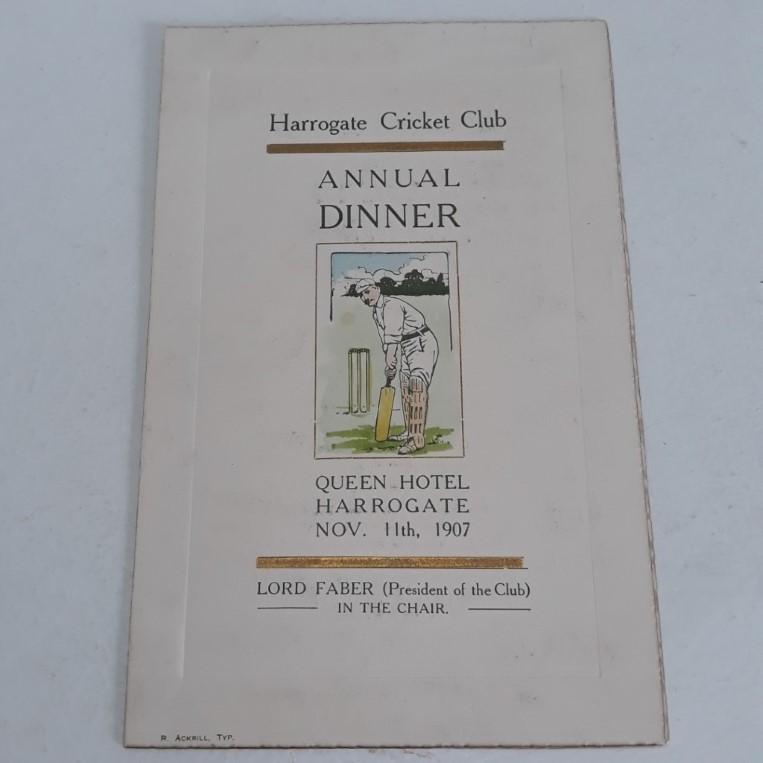 Harrogate Cricket Club
ANNUAL
DINNER
QUEEN HOTEL
HARROGATE
NOV. 11th, 1907
LORD FABER (President of the Club)
IN THE CHAIR.
R. ACKRILL, TYP.